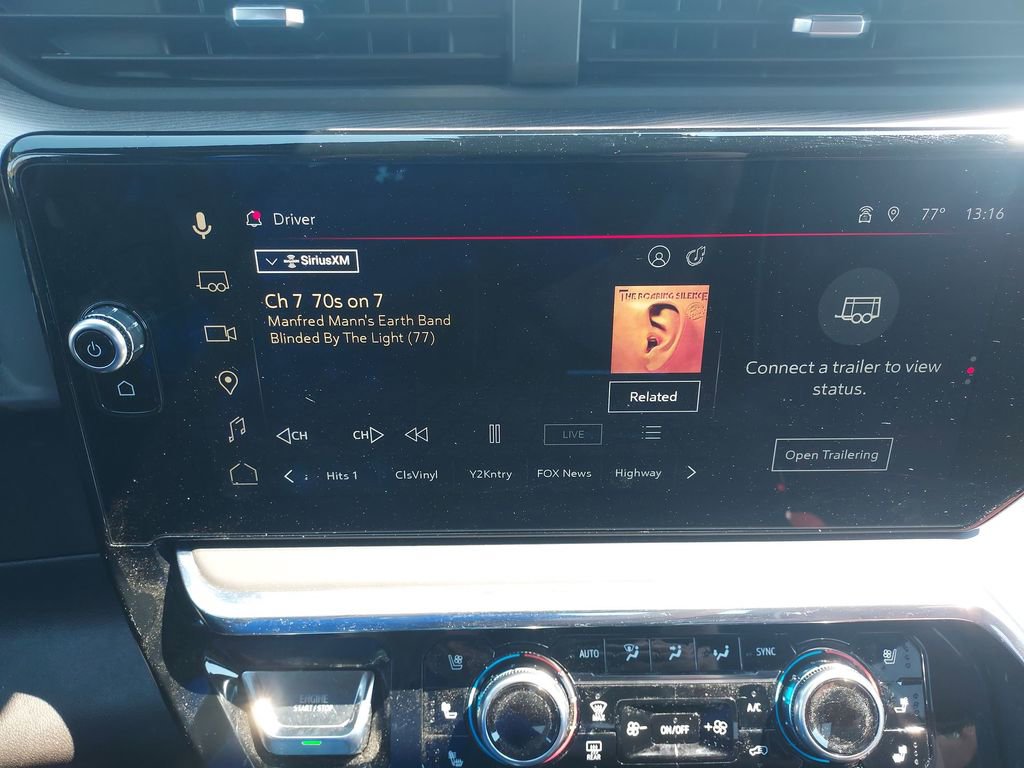 Driver
77° 13:16
SiriusXM
Ch 7 70s on 7
Manfred Mann's Earth Band
Blinded By The Light (77)
THE ROARING SILENCE
Related
Connect a trailer to view
status.
Open Trailering
CH
CH
LIVE
Hits 1
ClsVinyl
Y2Kntry
FOX News
Highway
AUTO
SYNC
ENGINE
START/STOP
MAX
A/C
ON/OFF
REAR